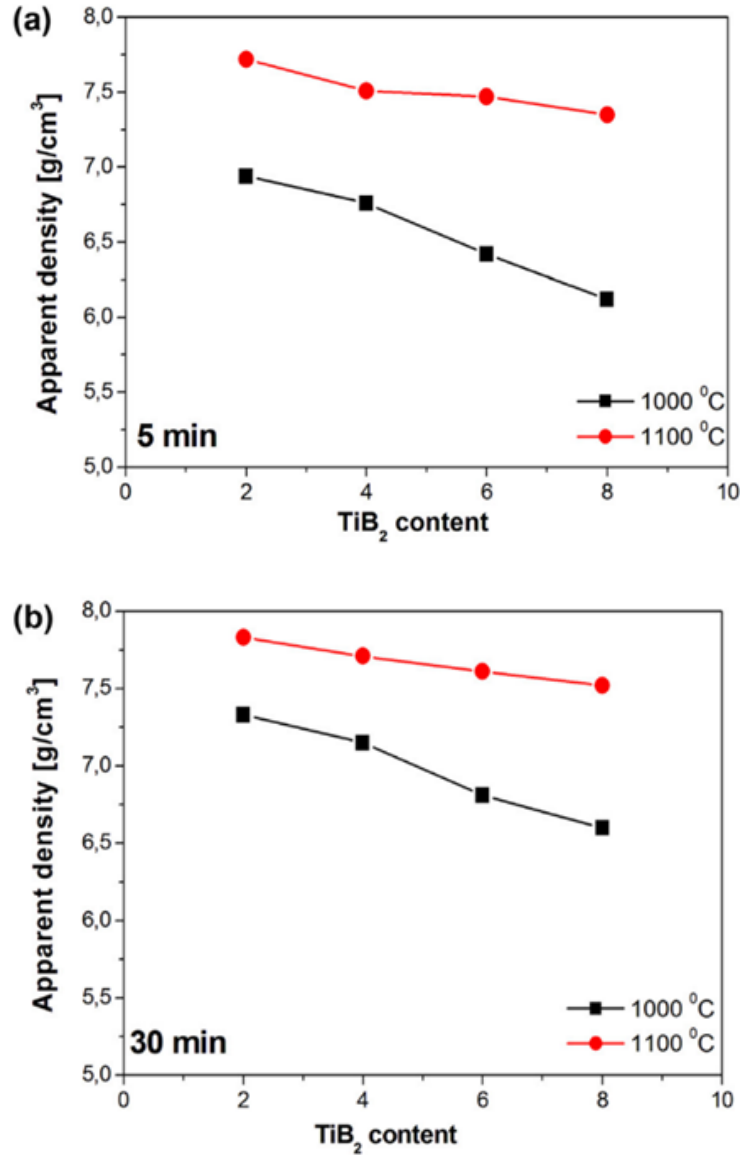 (a)
8,0
7,5
7,0
6,5
6,0
5,5
5,0
Apparent density [g/cm³]
1000 ⁰C
1100 ⁰C
5 min
0 2 4 6 8 10
TiB₂ content
(b)
8,0
7,5
7,0
6,5
6,0
5,5
5,0
Apparent density [g/cm³]
1000 ⁰C
1100 ⁰C
30 min
0 2 4 6 8 10
TiB₂ content